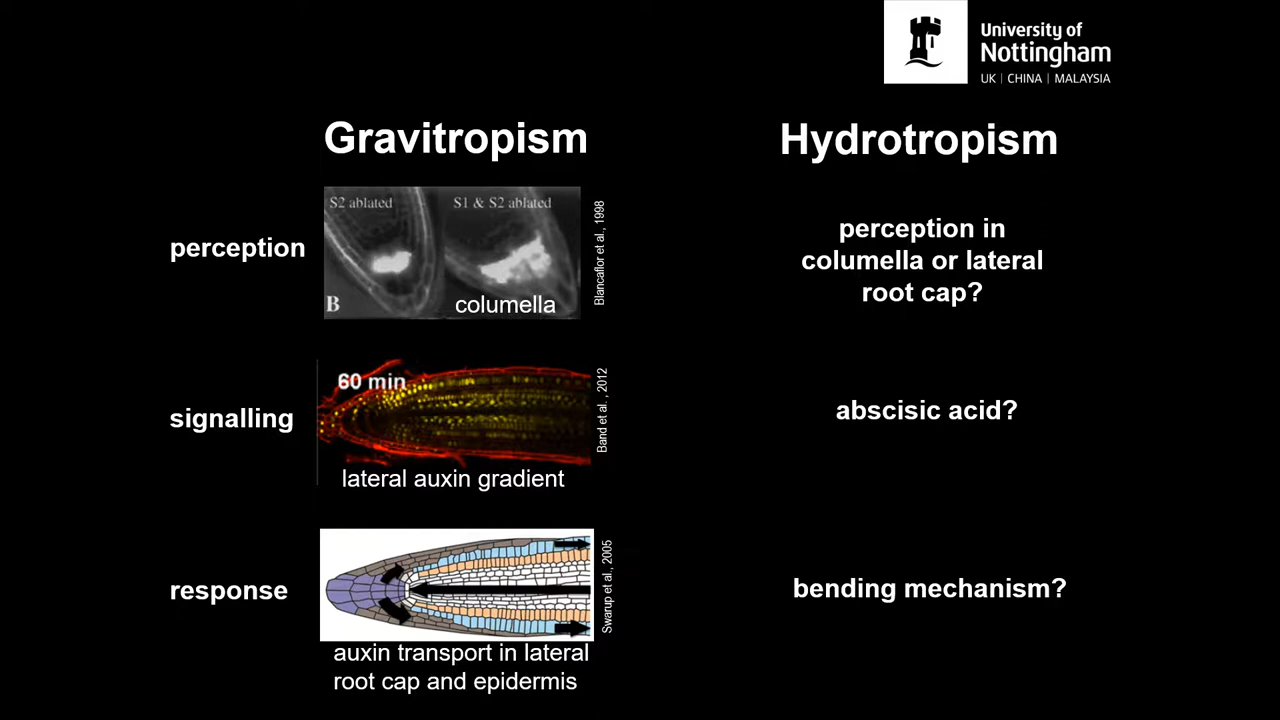 University of
Nottingham
UK | CHINA | MALAYSIA
Gravitropism
Hydrotropism
perception
S2 ablated
S1 & S2 ablated
B
columella
Blancaflor et al., 1998
perception in
columella or lateral
root cap?
signalling
60 min
lateral auxin gradient
Band et al., 2012
abscisic acid?
response
auxin transport in lateral
root cap and epidermis
Swarup et al., 2005
bending mechanism?